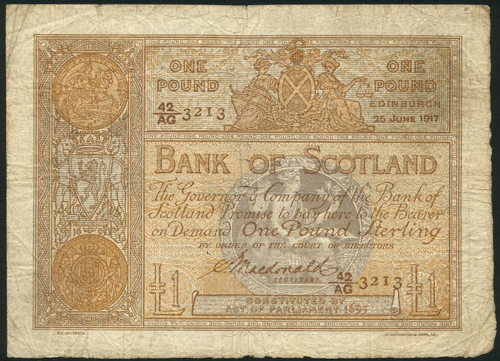 ONE POUND
ONE POUND
42/AG 3213
EDINBURGH
25 JUNE 1917
BANK OF SCOTLAND
The Governor & Company of the Bank of
Scotland Promise to pay here to the Bearer
on Demand One Pound Sterling
BY ORDER OF THE COURT OF DIRECTORS
Macdonald
SECRETARY.
42/AG 3213
£1
£1
CONSTITUTED BY
ACT OF PARLIAMENT 1695